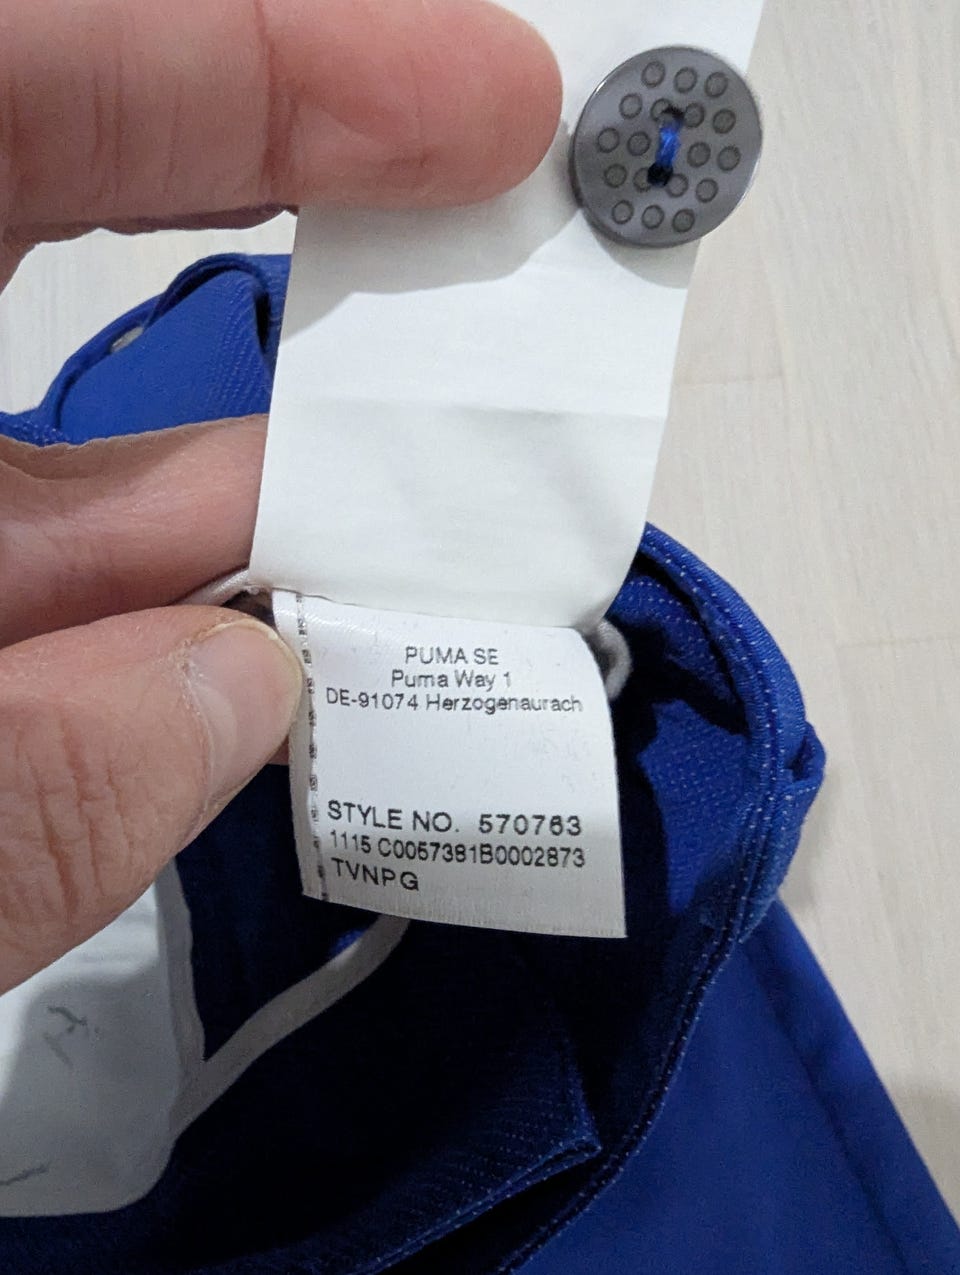 PUMA SE
Puma Way 1
DE-91074 Herzogenaurach
STYLE NO. 570763
1115 C0057381B0002873
TVNPG